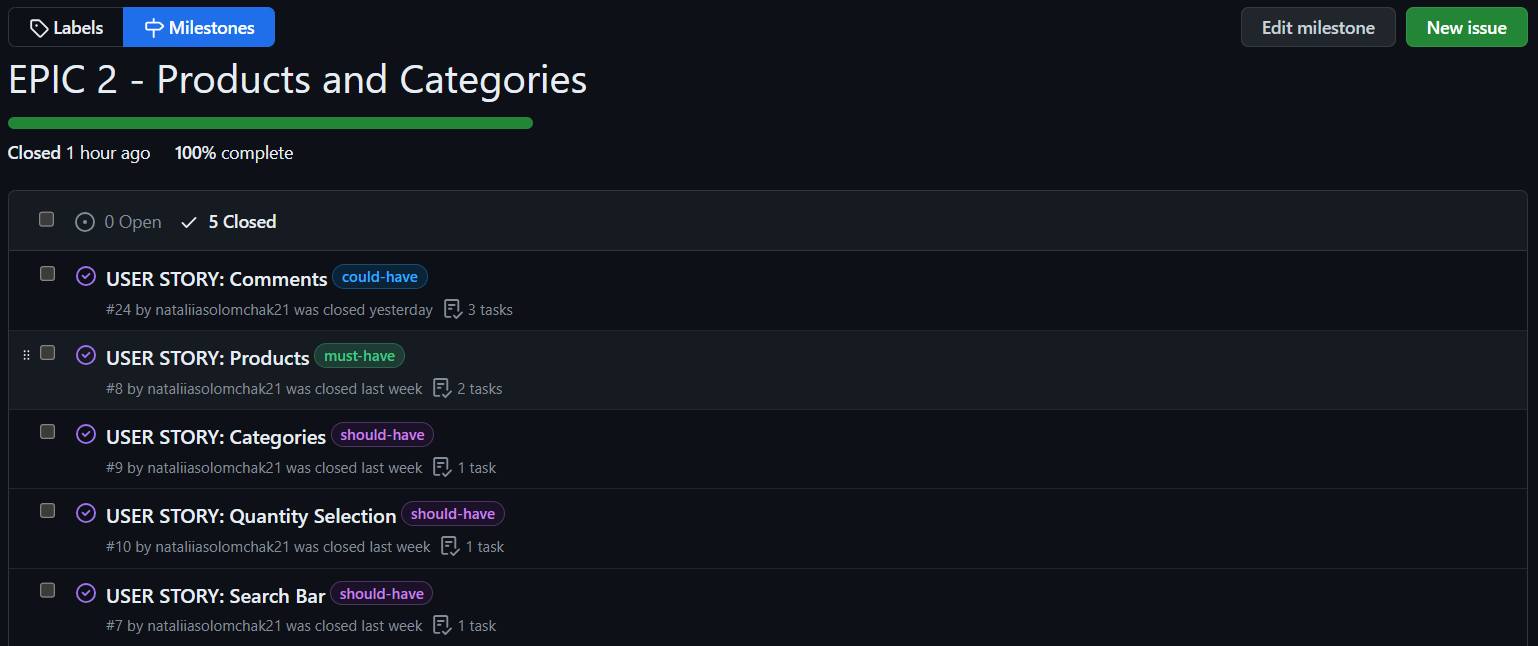 Labels Milestones Edit milestone New issue
EPIC 2 - Products and Categories
Closed 1 hour ago 100% complete
0 Open 5 Closed
USER STORY: Comments could-have
#24 by nataliiasolomchak21 was closed yesterday 3 tasks
USER STORY: Products must-have
#8 by nataliiasolomchak21 was closed last week 2 tasks
USER STORY: Categories should-have
#9 by nataliiasolomchak21 was closed last week 1 task
USER STORY: Quantity Selection should-have
#10 by nataliiasolomchak21 was closed last week 1 task
USER STORY: Search Bar should-have
#7 by nataliiasolomchak21 was closed last week 1 task